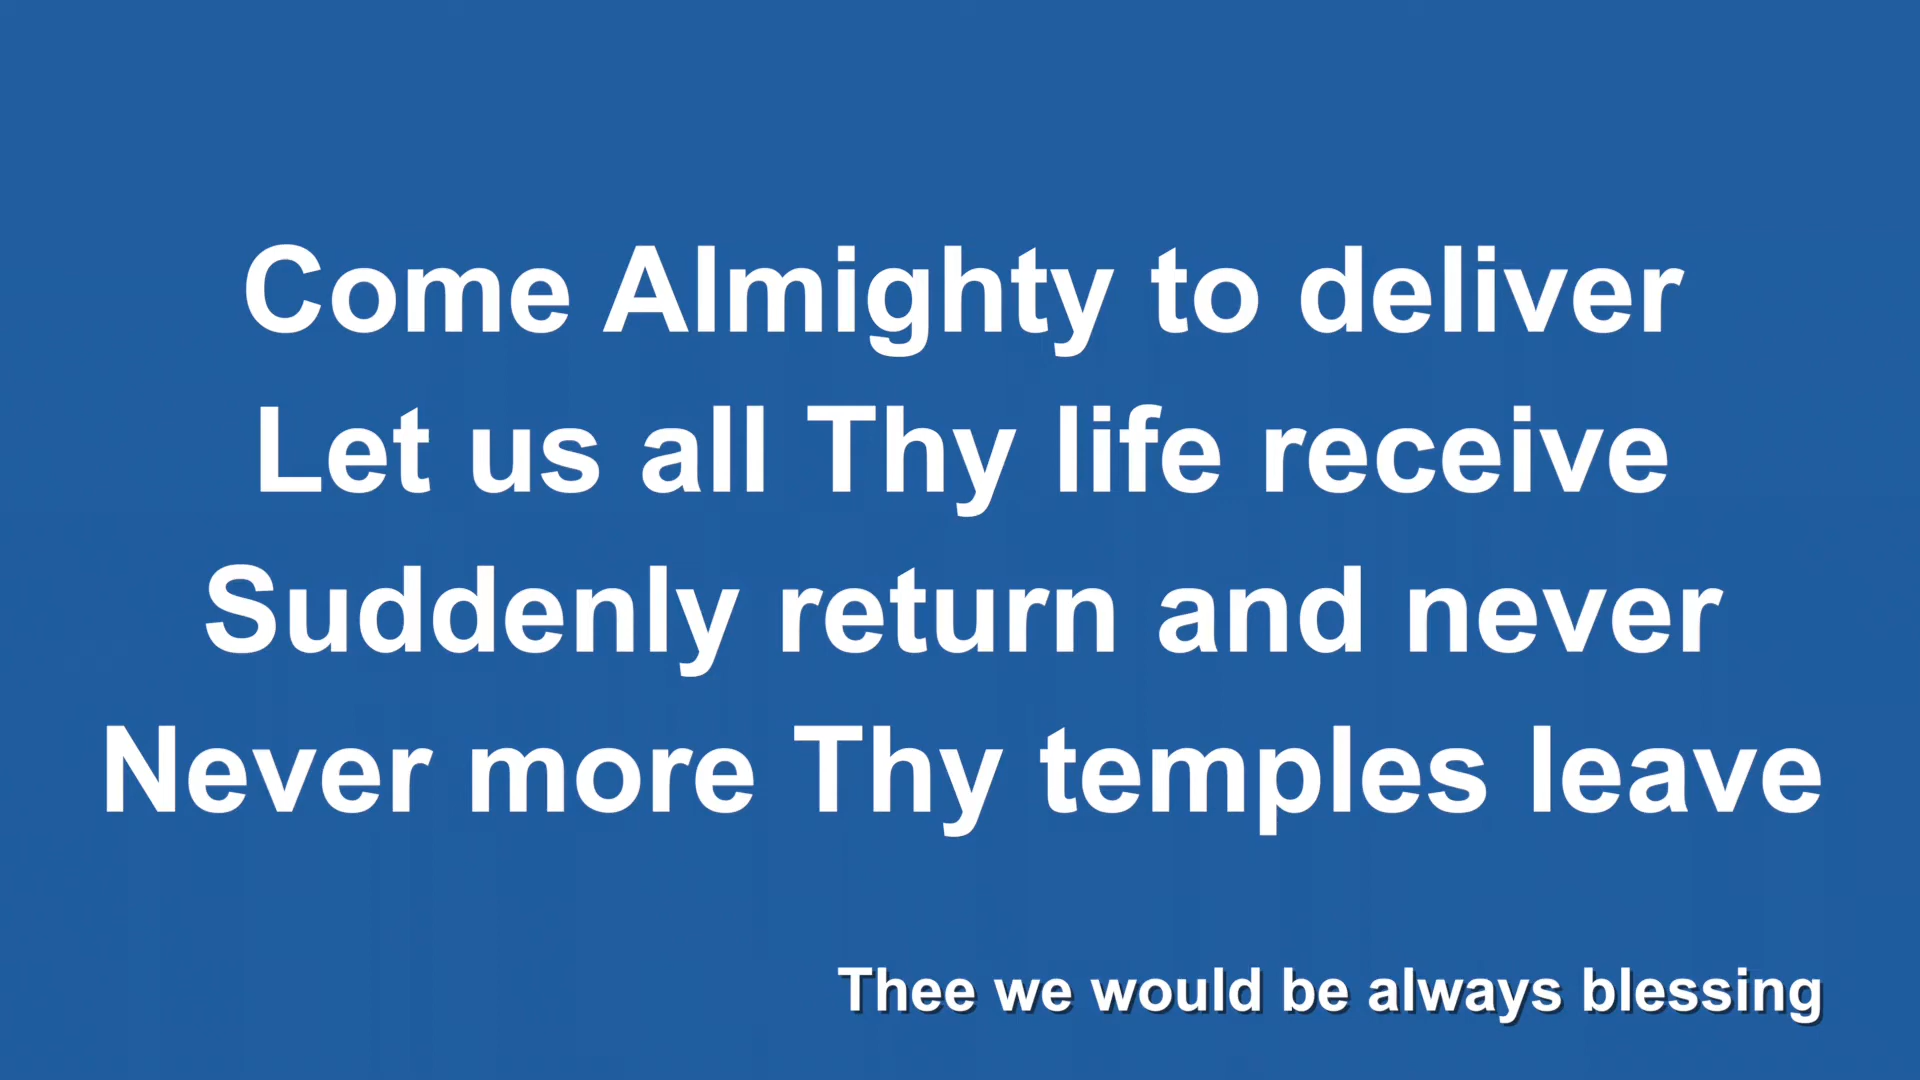 Come Almighty to deliver
Let us all Thy life receive
Suddenly return and never
Never more Thy temples leave
Thee we would be always blessing